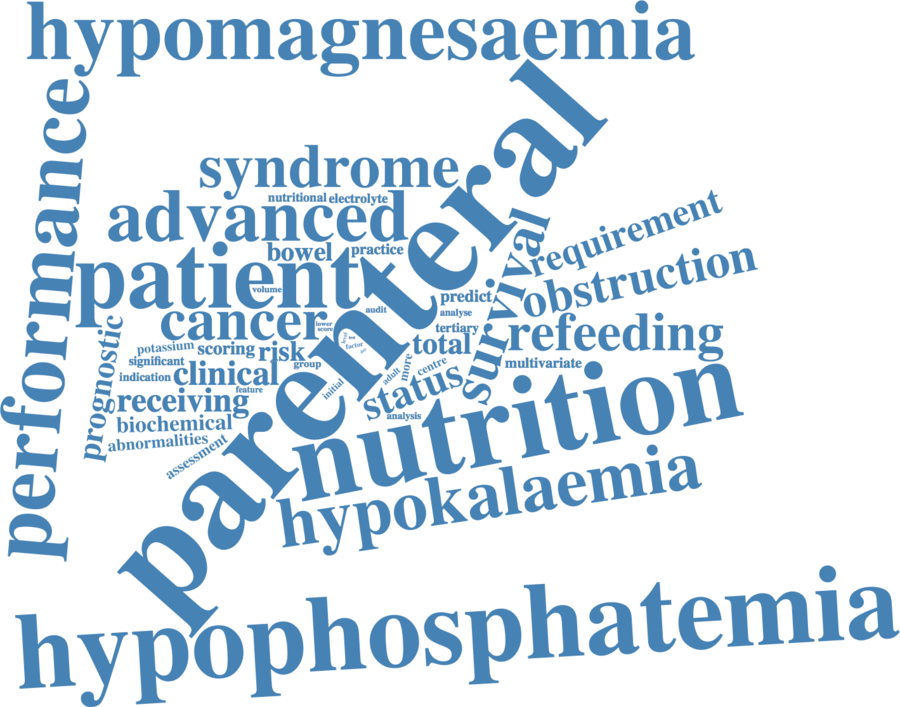 hypomagnesaemia
performance
parenteral
syndrome
nutritional
electrolyte
advanced
bowel
practice
patient
volume
survival
requirement
obstruction
predict
analyse
audit
cancer
lower
score
tertiary
refeeding
total
level
factor
potassium
scoring
risk
significant
group
multivariate
prognostic
indication
clinical
more
centre
adult
initial
feature
status
receiving
analysis
nutrition
biochemical
abnormalities
assessment
hypokalaemia
hypophosphatemia